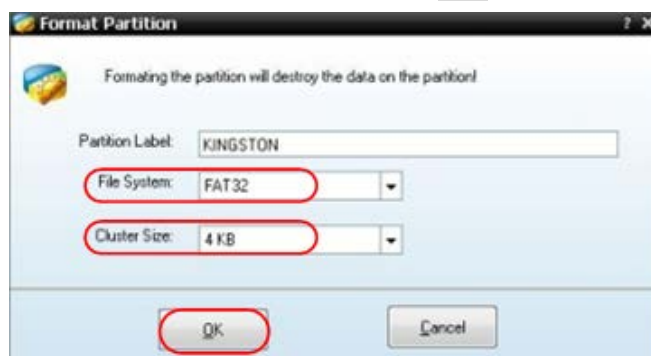 Format Partition
Formating the partition will destroy the data on the partition!
Partition Label: KINGSTON
File System: FAT32
Cluster Size: 4 KB
OK Cancel